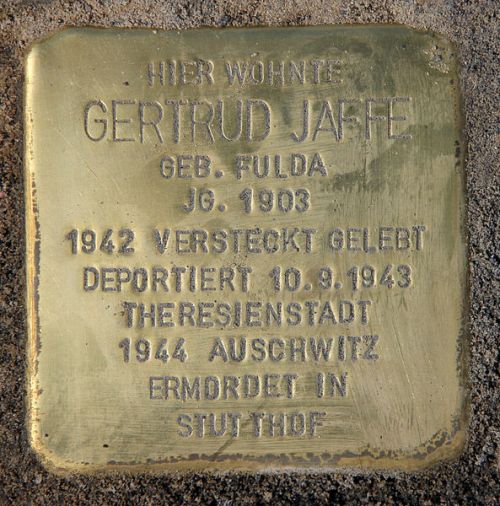 HIER WOHNTE
GERTRUD JAFFE
GEB. FULDA
JG. 1903
1942 VERSTECKT GELEBT
DEPORTIERT 10.9.1943
THERESIENSTADT
1944 AUSCHWITZ
ERMORDET IN
STUTTHOF